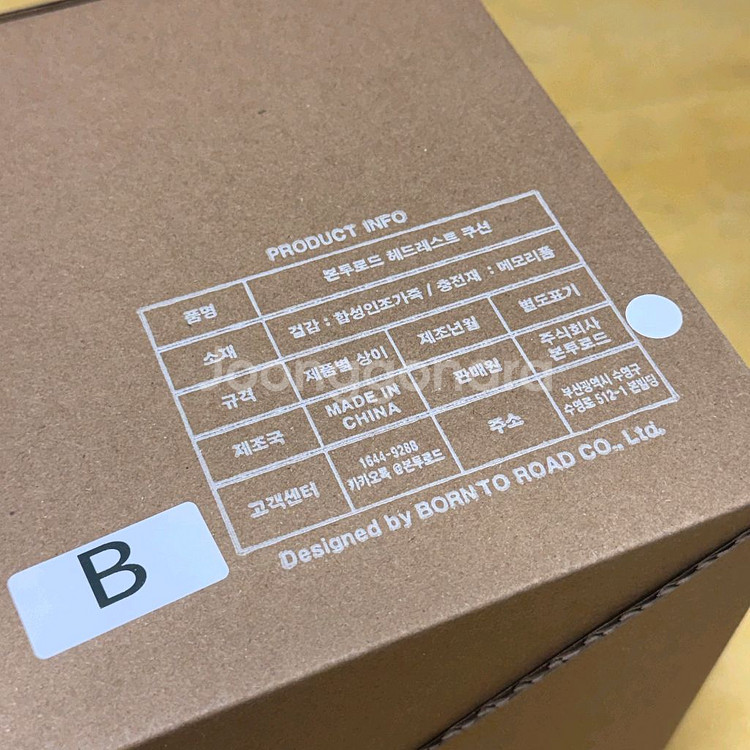 PRODUCT INFO
품명 본투로드 헤드레스트 쿠션
소재 겉감 : 합성인조가죽 / 충전재 : 메모리폼
규격 제품별 상이 제조년월 별도표기
제조국 MADE IN CHINA 판매원 주식회사 본투로드
고객센터 1644-9268 카카오톡 @본투로드 주소 부산광역시 수영구 수영로 512-1 본빌딩
Designed by BORN TO ROAD CO., Ltd.
B
Joonggonara